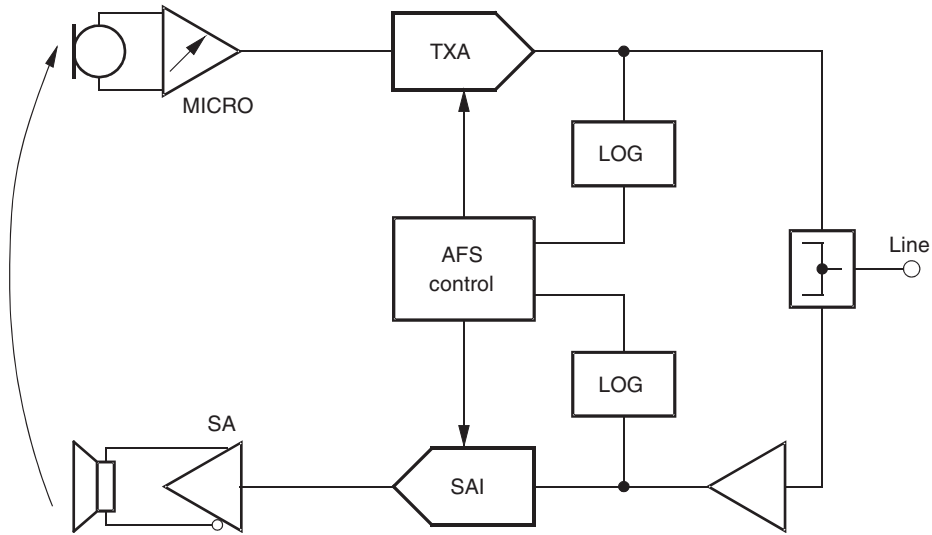 MICRO
TXA
LOG
AFS
control
Line
LOG
SA
SAI